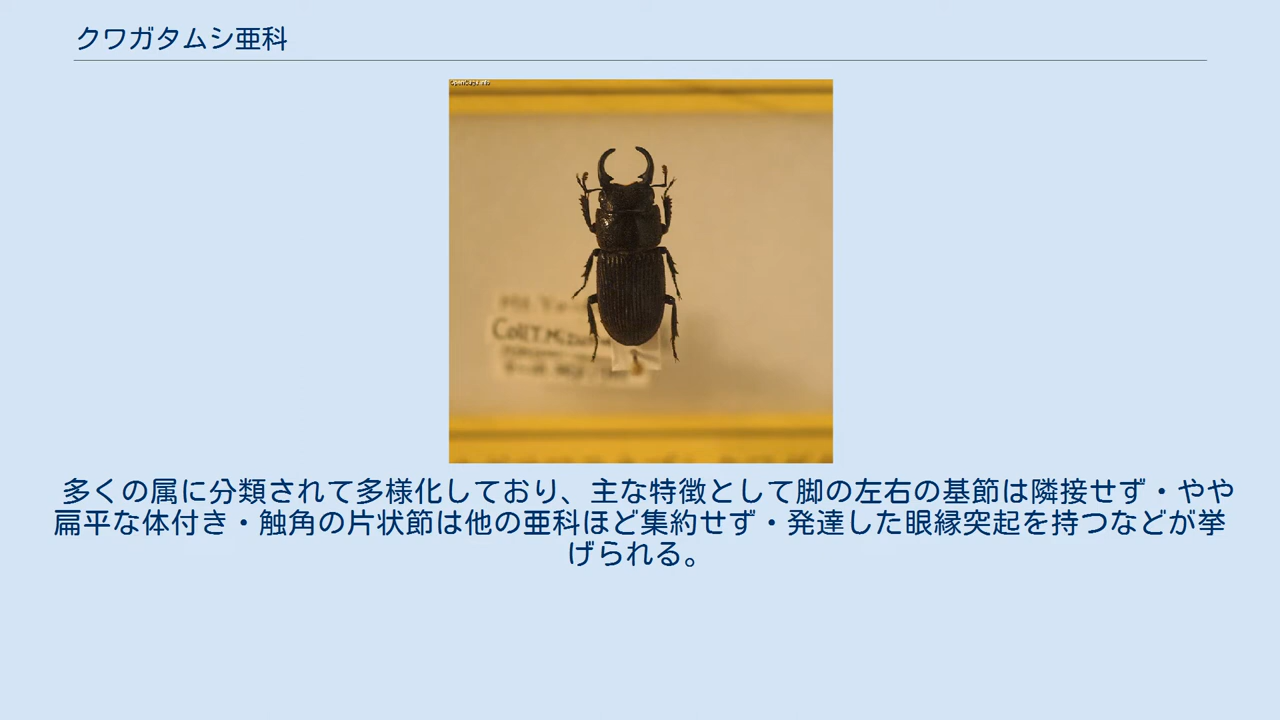 クワガタムシ亜科
Coll.T.Mizu
多くの属に分類されて多様化しており、主な特徴として脚の左右の基節は隣接せず・やや
扁平な体付き・触角の片状節は他の亜科ほど集約せず・発達した眼縁突起を持つなどが挙
げられる。